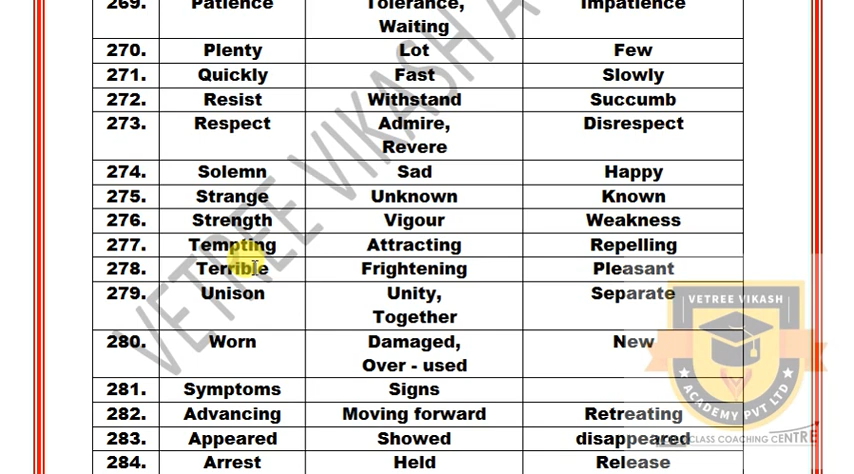 269. Patience Tolerance, Impatience
Waiting
270. Plenty Lot Few
271. Quickly Fast Slowly
272. Resist Withstand Succumb
273. Respect Admire, Disrespect
Revere
274. Solemn Sad Happy
275. Strange Unknown Known
276. Strength Vigour Weakness
277. Tempting Attracting Repelling
278. Terrible Frightening Pleasant
279. Unison Unity, Separate
Together
280. Worn Damaged, New
Over - used
281. Symptoms Signs
282. Advancing Moving forward Retreating
283. Appeared Showed disappeared
284. Arrest Held Release
VETREE VIKASH A
VETREE VIKASH
ACADEMY PVT LTD
CLASS COACHING CENTRE